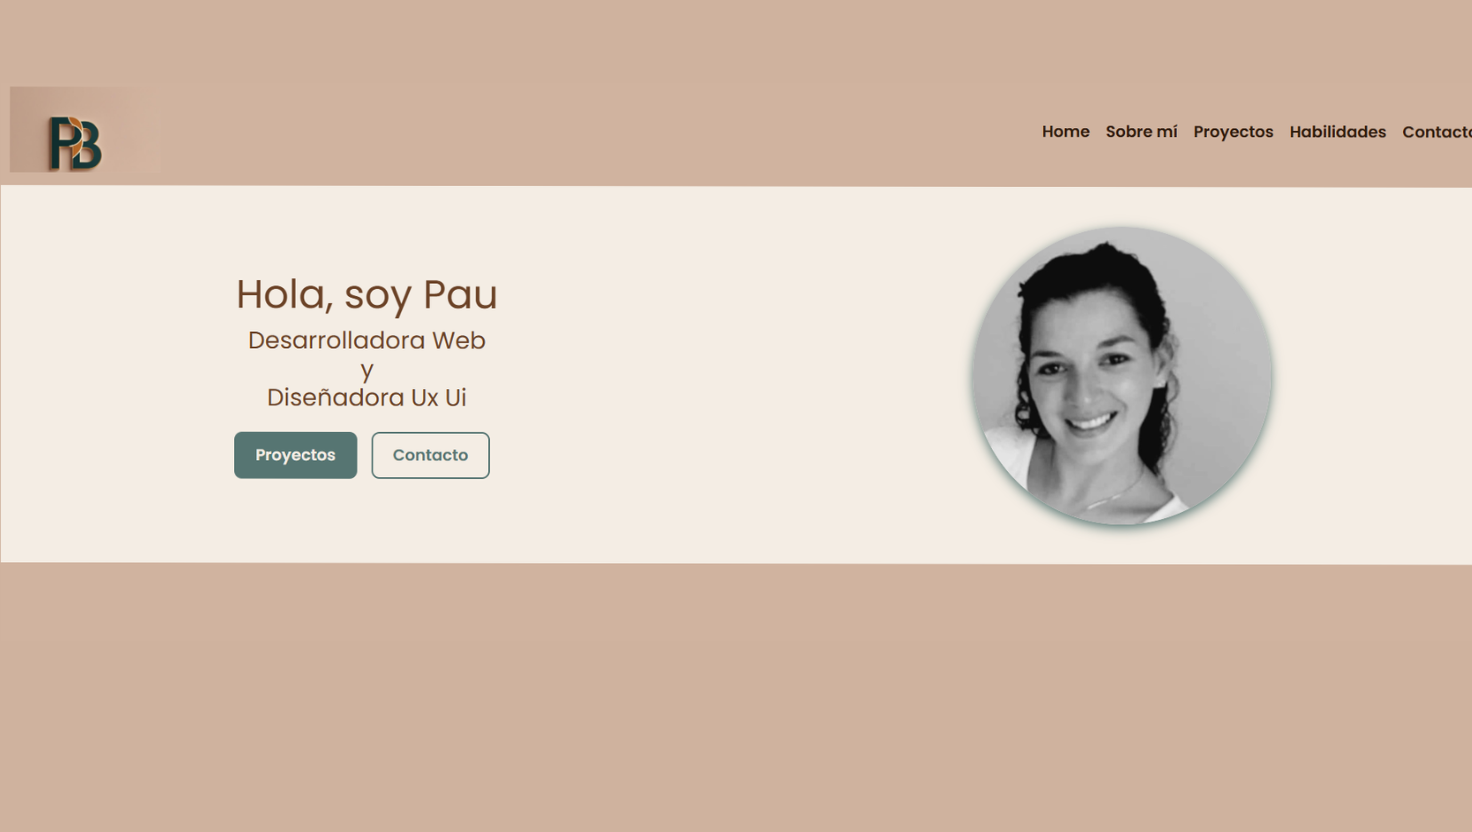 PB
Home Sobre mí Proyectos Habilidades Contacto
Hola, soy Pau
Desarrolladora Web
y
Diseñadora Ux Ui
Proyectos Contacto